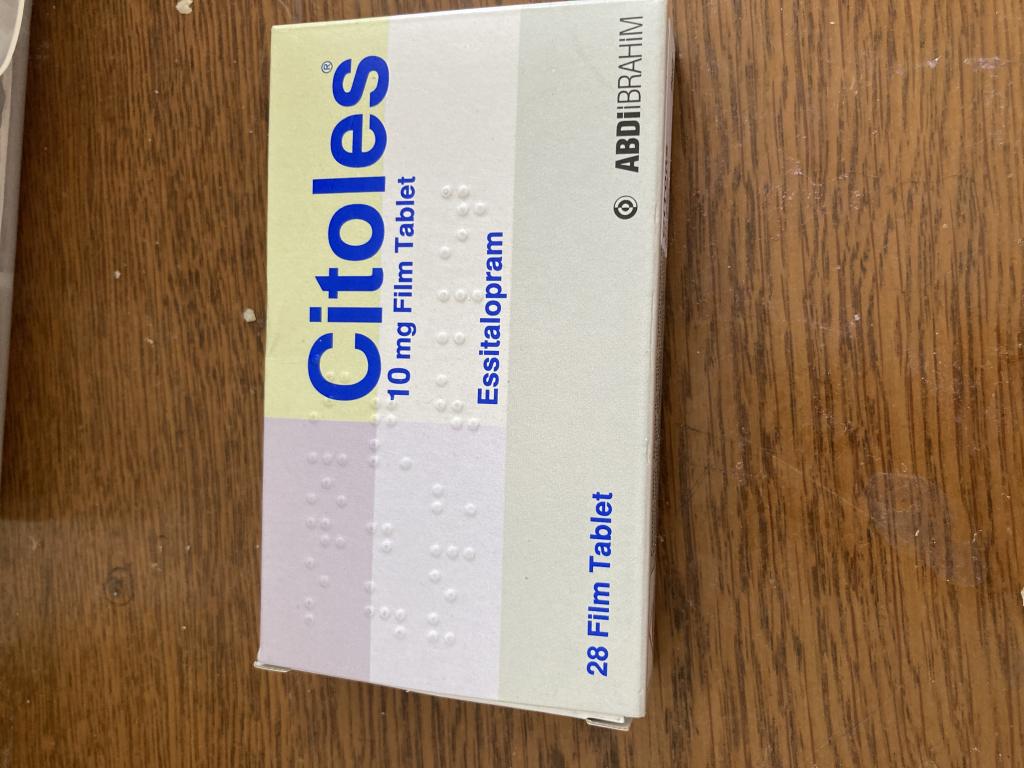 Citoles®
10 mg Film Tablet
Essitalopram
28 Film Tablet
ABDİ İBRAHİM